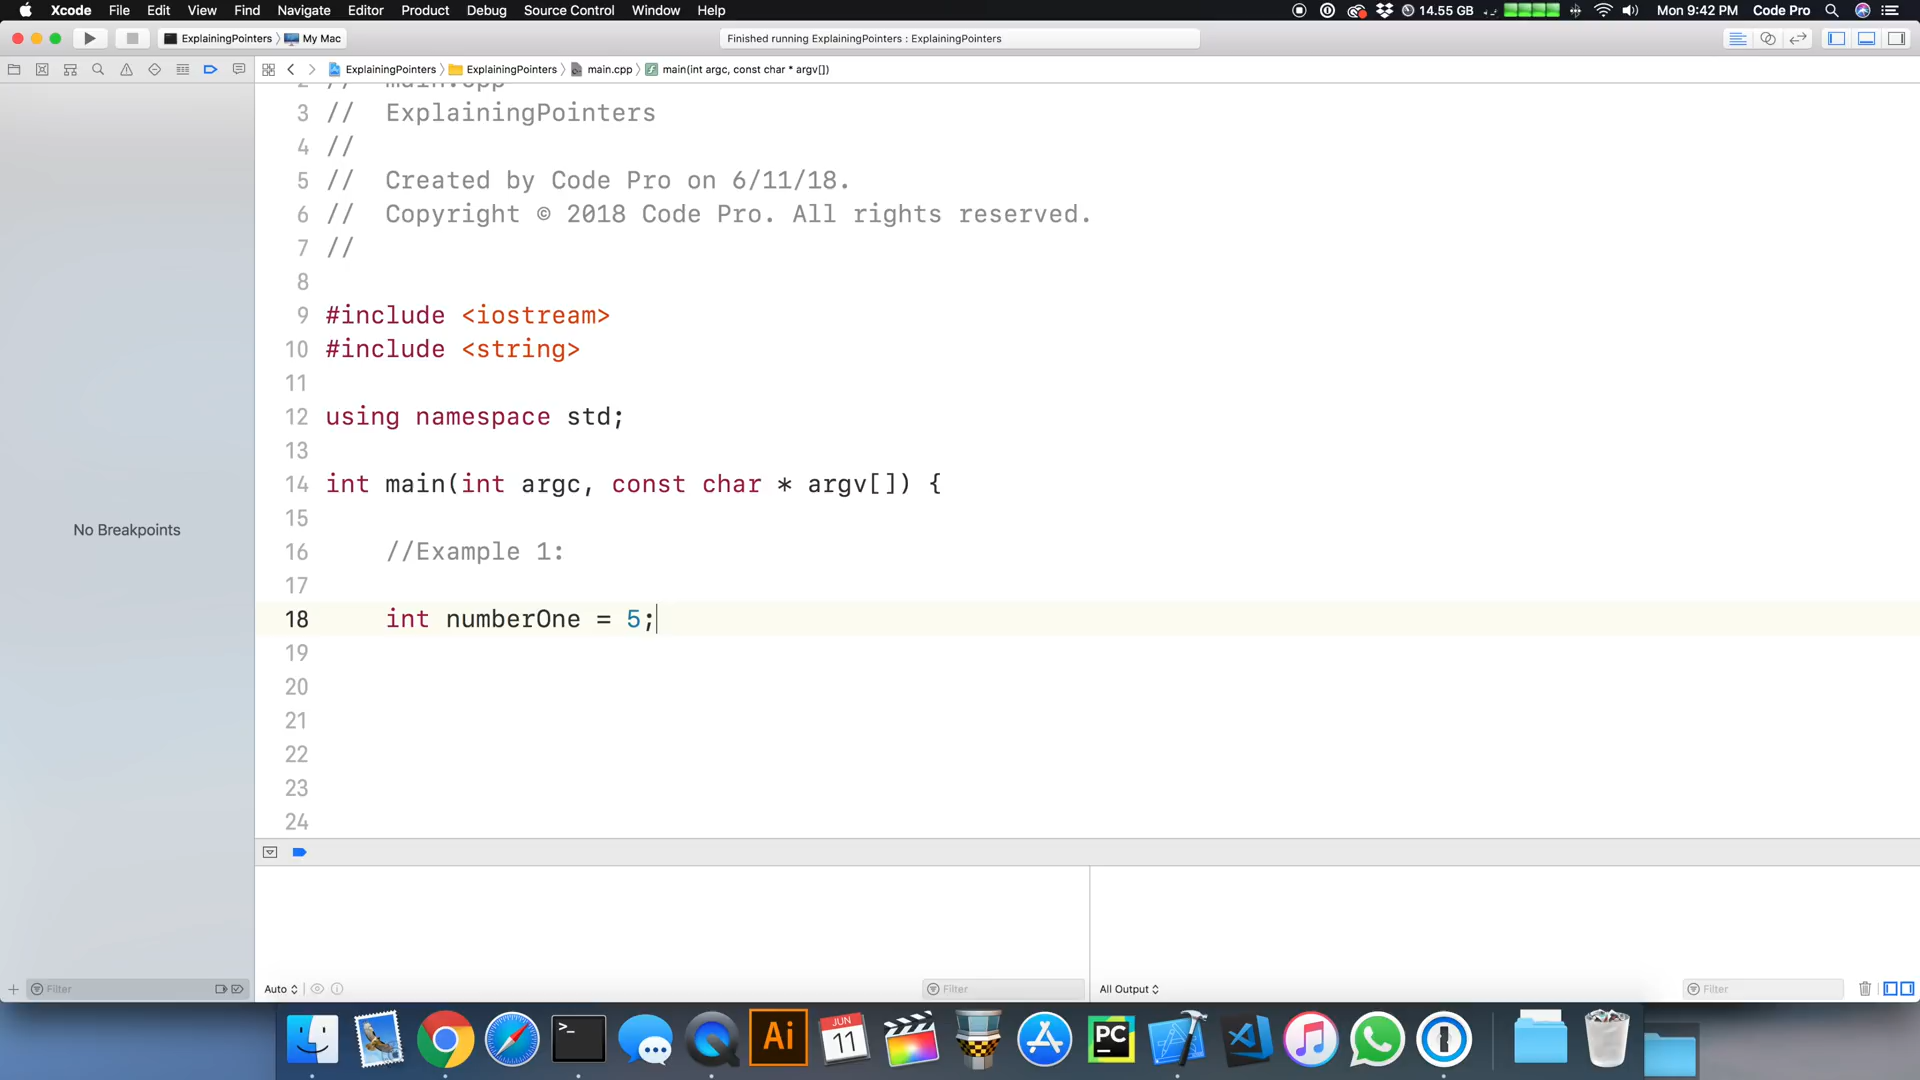 Xcode File Edit View Find Navigate Editor Product Debug Source Control Window Help 14.55 GB Mon 9:42 PM Code Pro
ExplainingPointers My Mac Finished running ExplainingPointers : ExplainingPointers
ExplainingPointers ExplainingPointers main.cpp main(int argc, const char * argv[])
2 // main.cpp
3 // ExplainingPointers
4 //
5 // Created by Code Pro on 6/11/18.
6 // Copyright © 2018 Code Pro. All rights reserved.
7 //
8
9 #include <iostream>
10 #include <string>
11
12 using namespace std;
13
14 int main(int argc, const char * argv[]) {
15
16 //Example 1:
17
18 int numberOne = 5;
19
20
21
22
23
24
No Breakpoints
Filter Auto Filter All Output Filter
>_ Ai JUN 11 PC